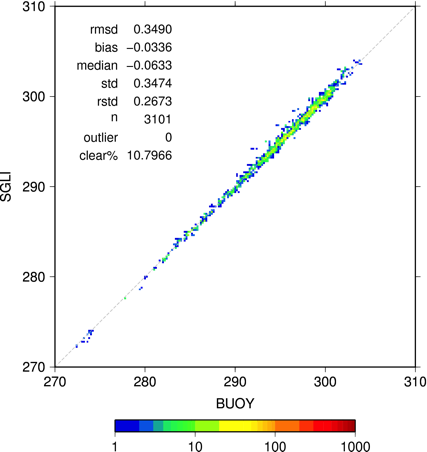 310
rmsd 0.3490
bias −0.0336
median −0.0633
std 0.3474
rstd 0.2673
n 3101
outlier 0
clear% 10.7966
300
290
280
270
SGLI
270 280 290 300 310
BUOY
1 10 100 1000